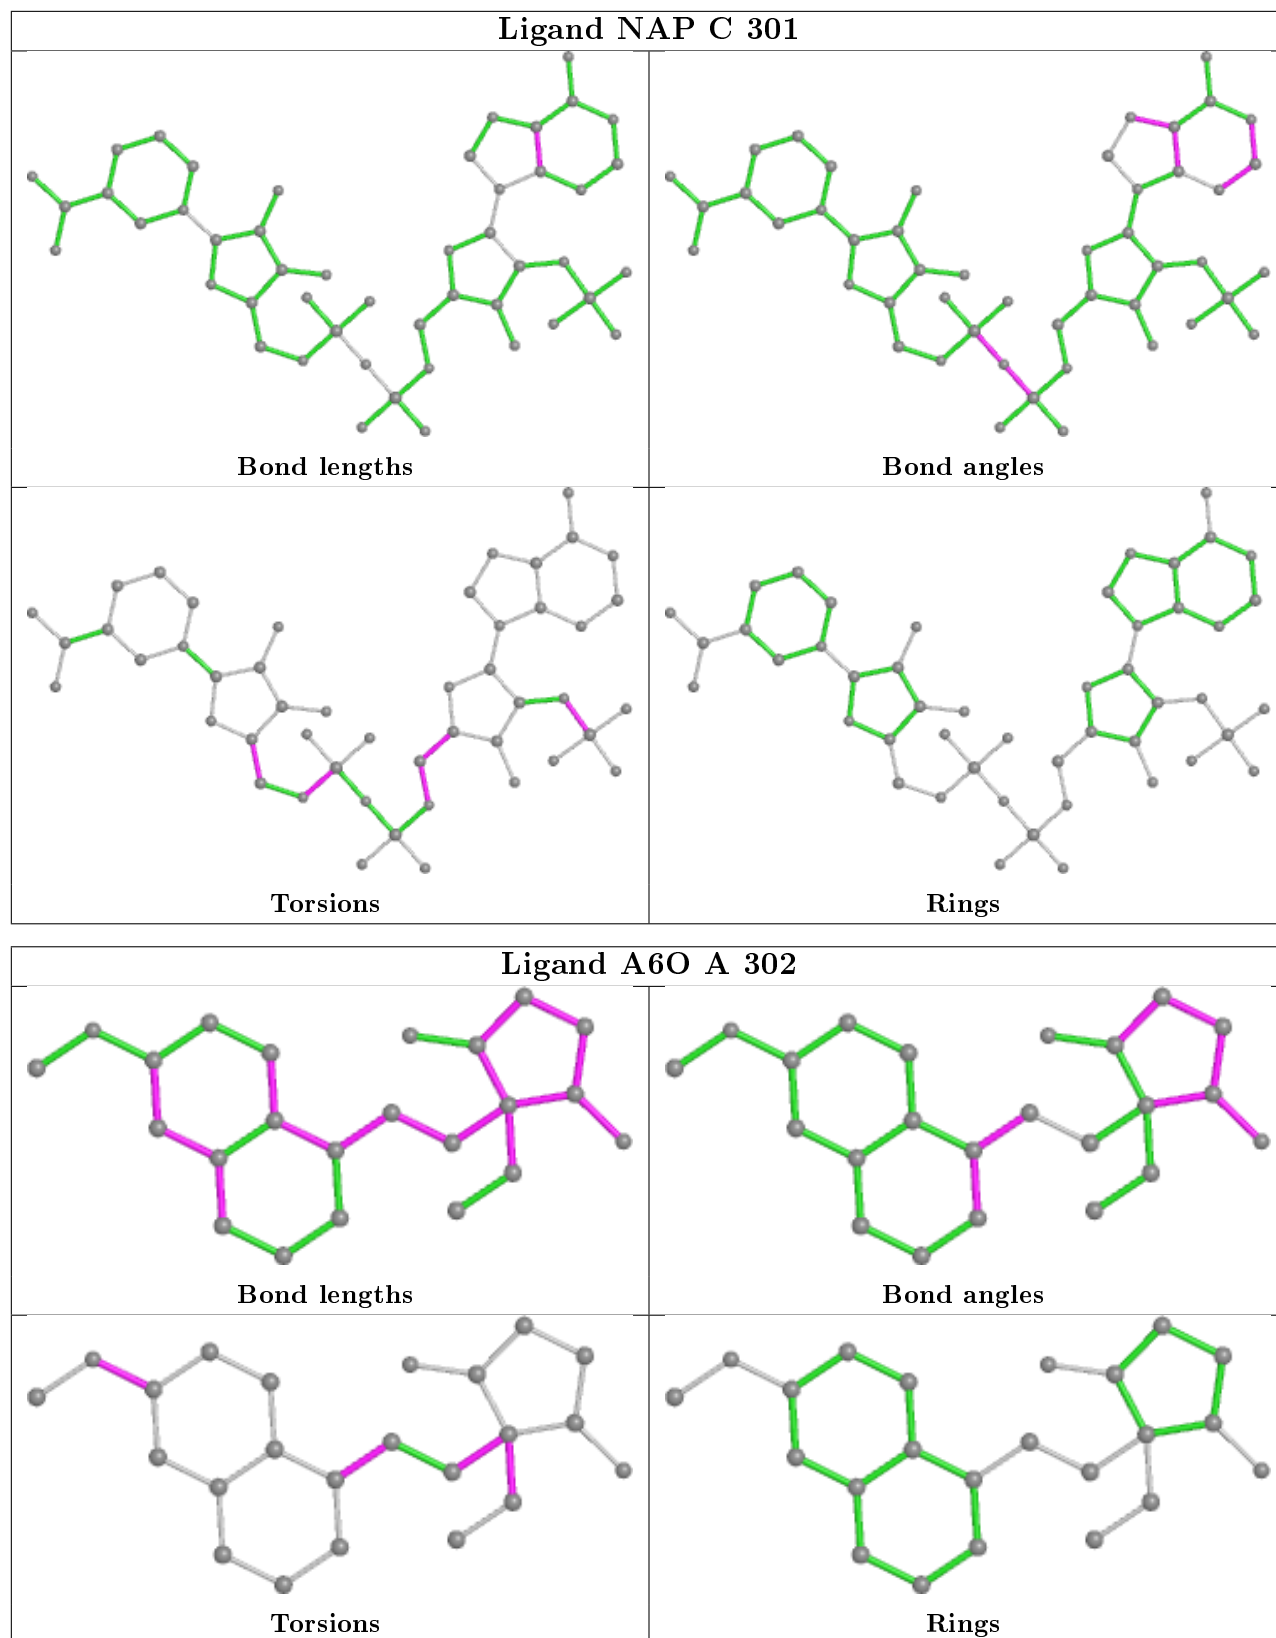 Ligand NAP C 301
Bond lengths
Bond angles
Torsions
Rings
Ligand A6O A 302
Bond lengths
Bond angles
Torsions
Rings